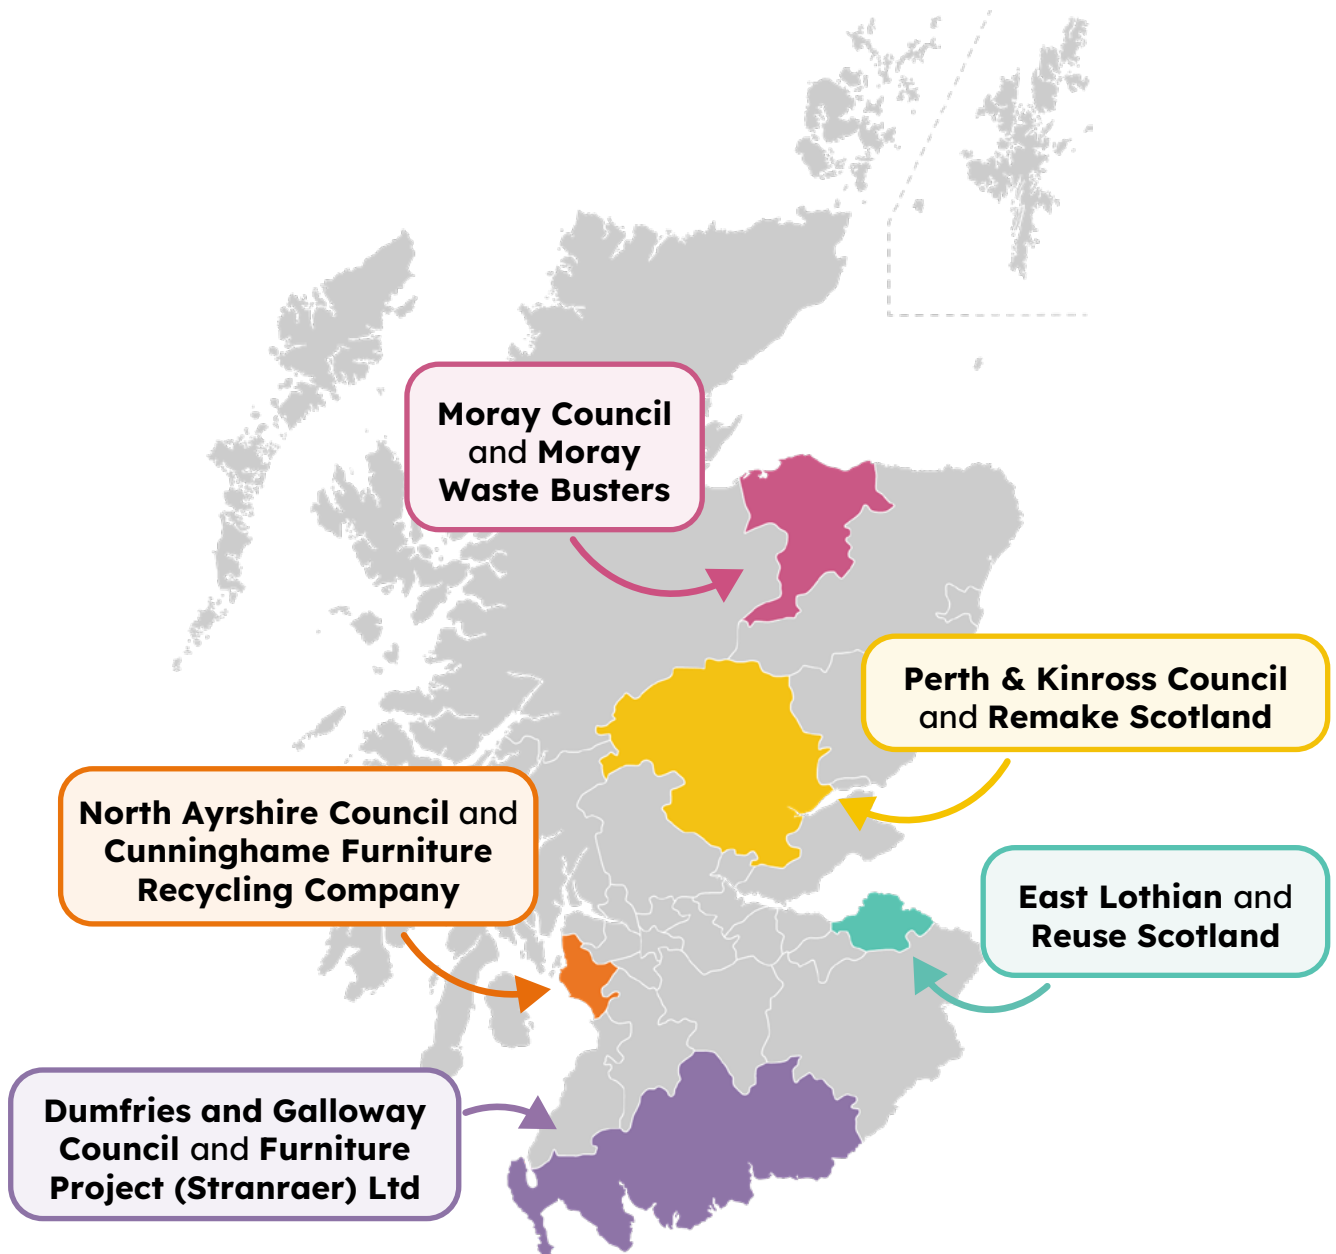 Moray Council
and Moray
Waste Busters
Perth & Kinross Council
and Remake Scotland
North Ayrshire Council and
Cunninghame Furniture
Recycling Company
East Lothian and
Reuse Scotland
Dumfries and Galloway
Council and Furniture
Project (Stranraer) Ltd